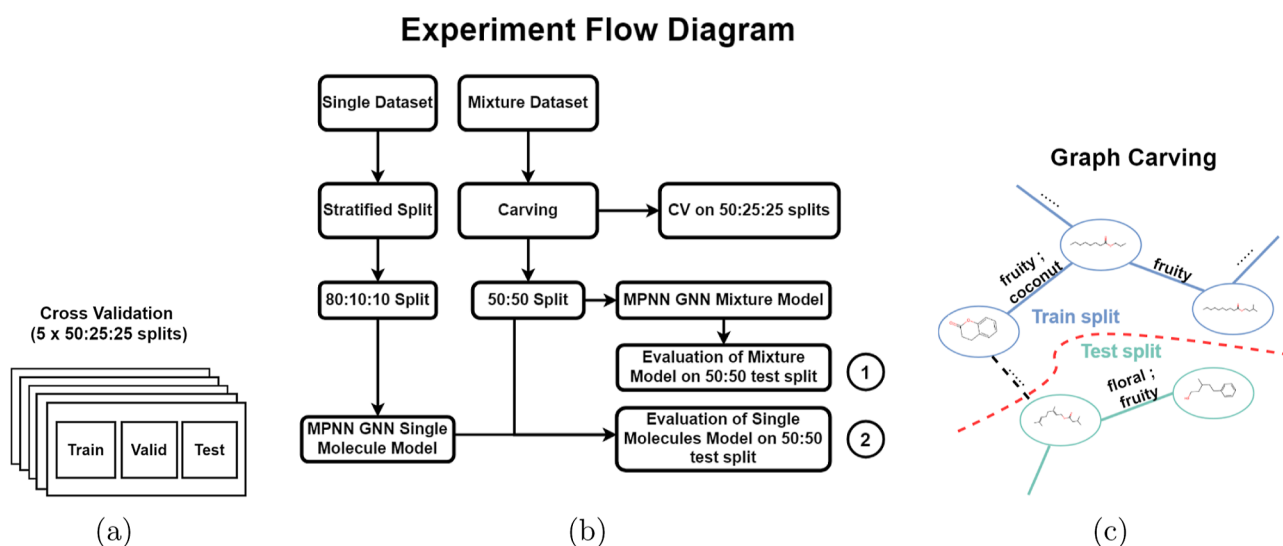 Experiment Flow Diagram
Cross Validation
(5 x 50:25:25 splits)
Train
Valid
Test
(a)
Single Dataset
Mixture Dataset
Stratified Split
Carving
CV on 50:25:25 splits
80:10:10 Split
50:50 Split
MPNN GNN Mixture Model
Evaluation of Mixture
Model on 50:50 test split
1
MPNN GNN Single
Molecule Model
Evaluation of Single
Molecules Model on 50:50
test split
2
(b)
Graph Carving
fruity ;
coconut
fruity
Train split
Test split
floral ;
fruity
(c)